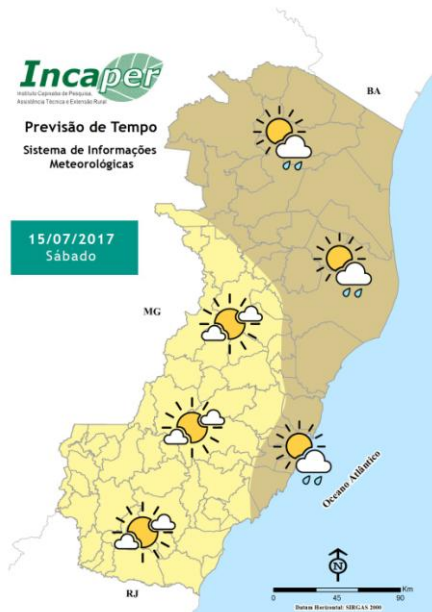 Incaper
Instituto Capixaba de Pesquisa,
Assistência Técnica e Extensão Rural
Previsão de Tempo
Sistema de Informações
Meteorológicas
15/07/2017
Sábado
BA
MG
Oceano Atlântico
RJ
N
Km
0 45 90
Datum Horizontal: SIRGAS 2000